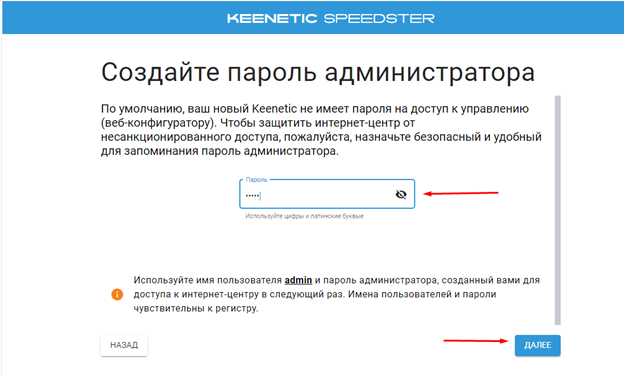 KEENETIC SPEEDSTER
Создайте пароль администратора
По умолчанию, ваш новый Keenetic не имеет пароля на доступ к управлению
(веб-конфигуратору). Чтобы защитить интернет-центр от
несанкционированного доступа, пожалуйста, назначьте безопасный и удобный
для запоминания пароль администратора.
Пароль
•••••
Используйте цифры и латинские буквые
Используйте имя пользователя admin и пароль администратора, созданный вами для
доступа к интернет-центру в следующий раз. Имена пользователей и пароли
чувствительны к регистру.
НАЗАД
ДАЛЕЕ